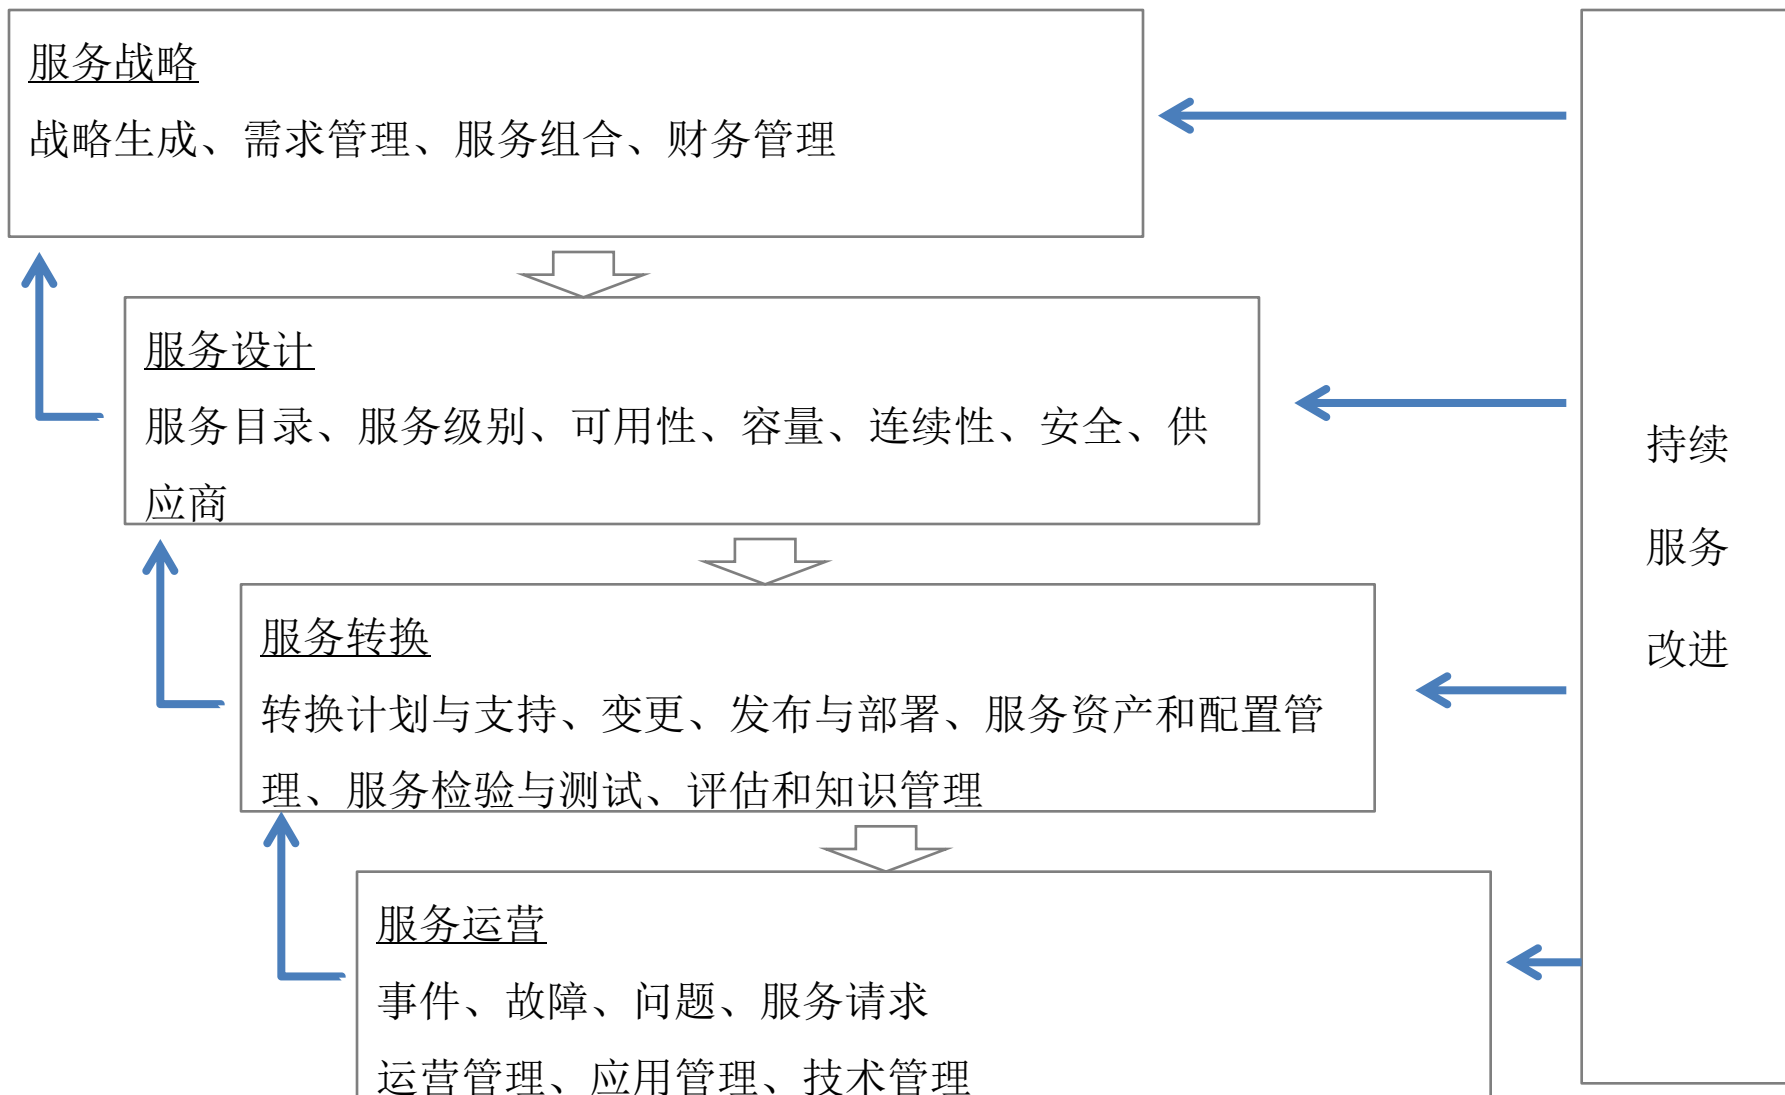 服务战略
战略生成、需求管理、服务组合、财务管理
服务设计
服务目录、服务级别、可用性、容量、连续性、安全、供
应商
服务转换
转换计划与支持、变更、发布与部署、服务资产和配置管
理、服务检验与测试、评估和知识管理
服务运营
事件、故障、问题、服务请求
运营管理、应用管理、技术管理
持续
服务
改进